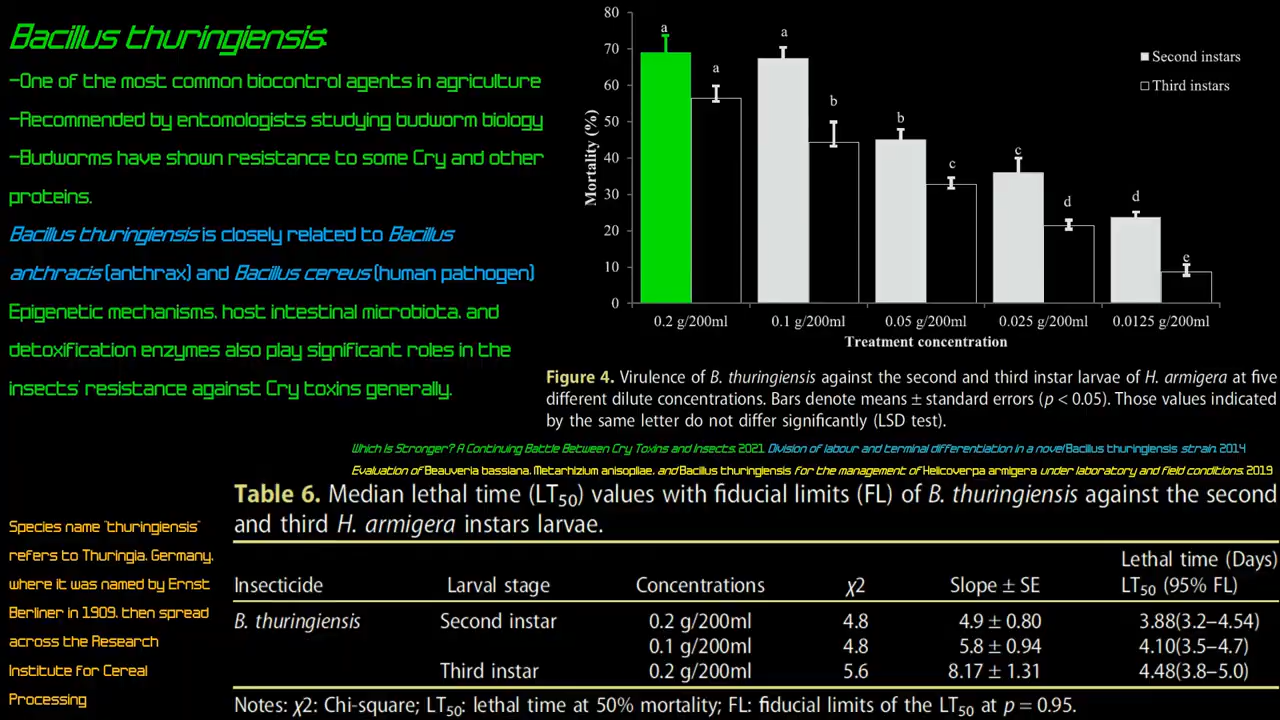 Bacillus thuringiensis:
-One of the most common biocontrol agents in agriculture
-Recommended by entomologists studying budworm biology
-Budworms have shown resistance to some Cry and other
proteins.
Bacillus thuringiensis is closely related to Bacillus
anthracis (anthrax) and Bacillus cereus (human pathogen)
Epigenetic mechanisms, host intestinal microbiota, and
detoxification enzymes also play significant roles in the
insects' resistance against Cry toxins generally.
80
70
60
50
40
30
20
10
0
Mortality (%)
a
a
a
b
b
c
c
d
d
e
Second instars
Third instars
0.2 g/200ml
0.1 g/200ml
0.05 g/200ml
0.025 g/200ml
0.0125 g/200ml
Treatment concentration
Figure 4. Virulence of B. thuringiensis against the second and third instar larvae of H. armigera at five
different dilute concentrations. Bars denote means ± standard errors (p < 0.05). Those values indicated
by the same letter do not differ significantly (LSD test).
Which Is Stronger? A Continuing Battle Between Cry Toxins and Insects. 2021. Division of labour and terminal differentiation in a novel Bacillus thuringiensis strain. 2014
Evaluation of Beauveria bassiana, Metarhizium anisopliae, and Bacillus thuringiensis for the management of Helicoverpa armigera under laboratory and field conditions. 2019
Table 6. Median lethal time (LT50) values with fiducial limits (FL) of B. thuringiensis against the second
and third H. armigera instars larvae.
Insecticide Larval stage Concentrations χ2 Slope ± SE Lethal time (Days)
LT50 (95% FL)
B. thuringiensis Second instar 0.2 g/200ml 4.8 4.9 ± 0.80 3.88(3.2–4.54)
0.1 g/200ml 4.8 5.8 ± 0.94 4.10(3.5–4.7)
Third instar 0.2 g/200ml 5.6 8.17 ± 1.31 4.48(3.8–5.0)
Notes: χ2: Chi-square; LT50: lethal time at 50% mortality; FL: fiducial limits of the LT50 at p = 0.95.
Species name "thuringiensis"
refers to Thuringia, Germany,
where it was named by Ernst
Berliner in 1909, then spread
across the Research
Institute for Cereal
Processing